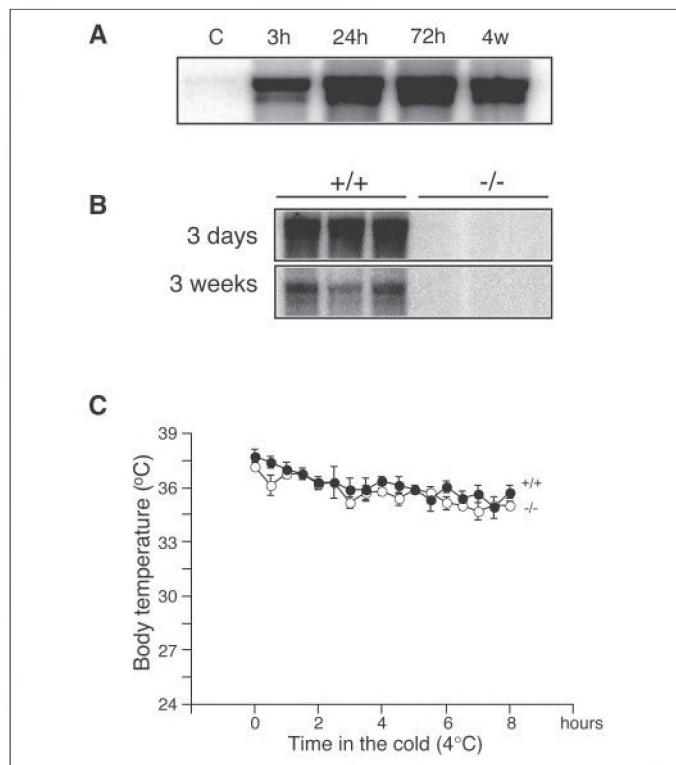 A
C 3h 24h 72h 4w
+/+ -/-
B
3 days
3 weeks
C
39
36
33
30
27
24
Body temperature (°C)
+/+
-/-
0 2 4 6 8 hours
Time in the cold (4°C)